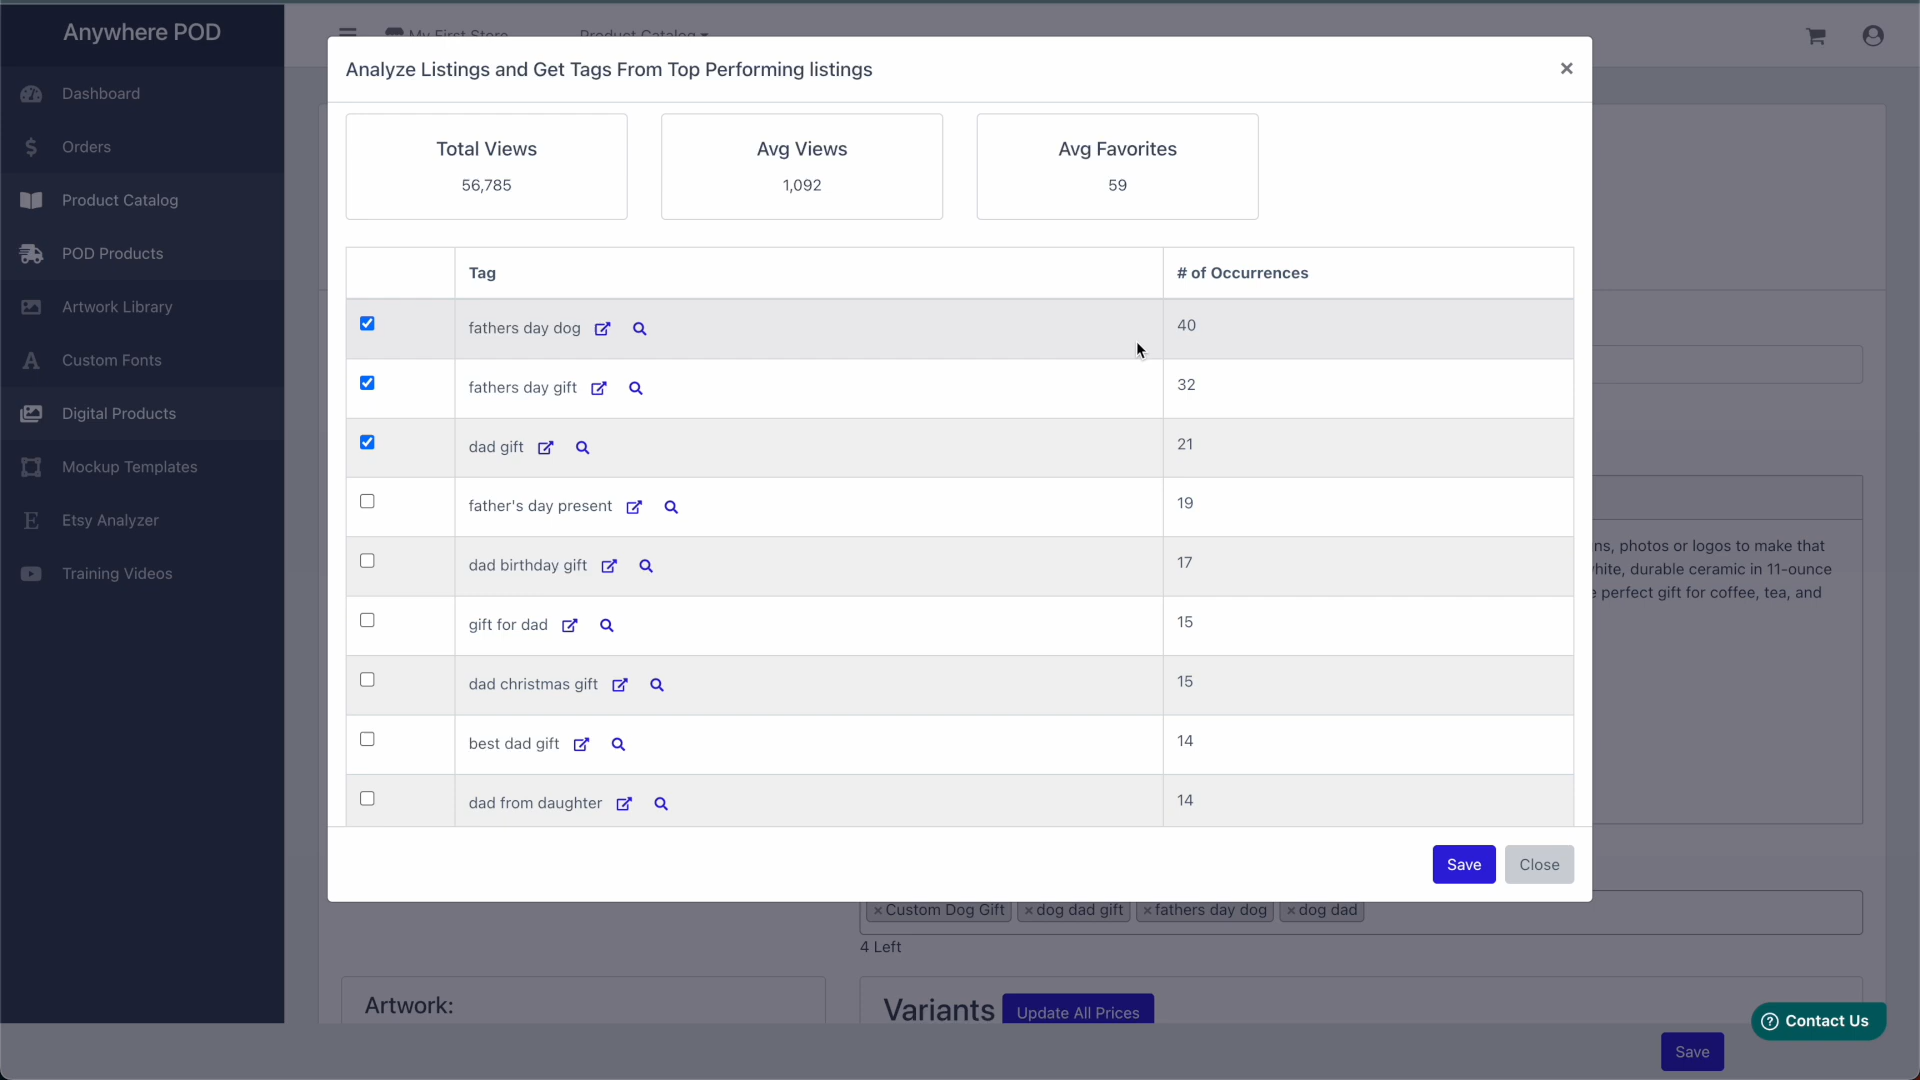 Anywhere POD
My First Store
Product Catalog
Dashboard
Orders
Product Catalog
POD Products
Artwork Library
Custom Fonts
Digital Products
Mockup Templates
Etsy Analyzer
Training Videos
Analyze Listings and Get Tags From Top Performing listings
×
Total Views
56,785
Avg Views
1,092
Avg Favorites
59
Tag # of Occurrences
fathers day dog 40
fathers day gift 32
dad gift 21
father's day present 19
dad birthday gift 17
gift for dad 15
dad christmas gift 15
best dad gift 14
dad from daughter 14
Save Close
ns, photos or logos to make that
hite, durable ceramic in 11-ounce
perfect gift for coffee, tea, and
×Custom Dog Gift ×dog dad gift ×fathers day dog ×dog dad
4 Left
Artwork:
Variants Update All Prices
Contact Us
Save